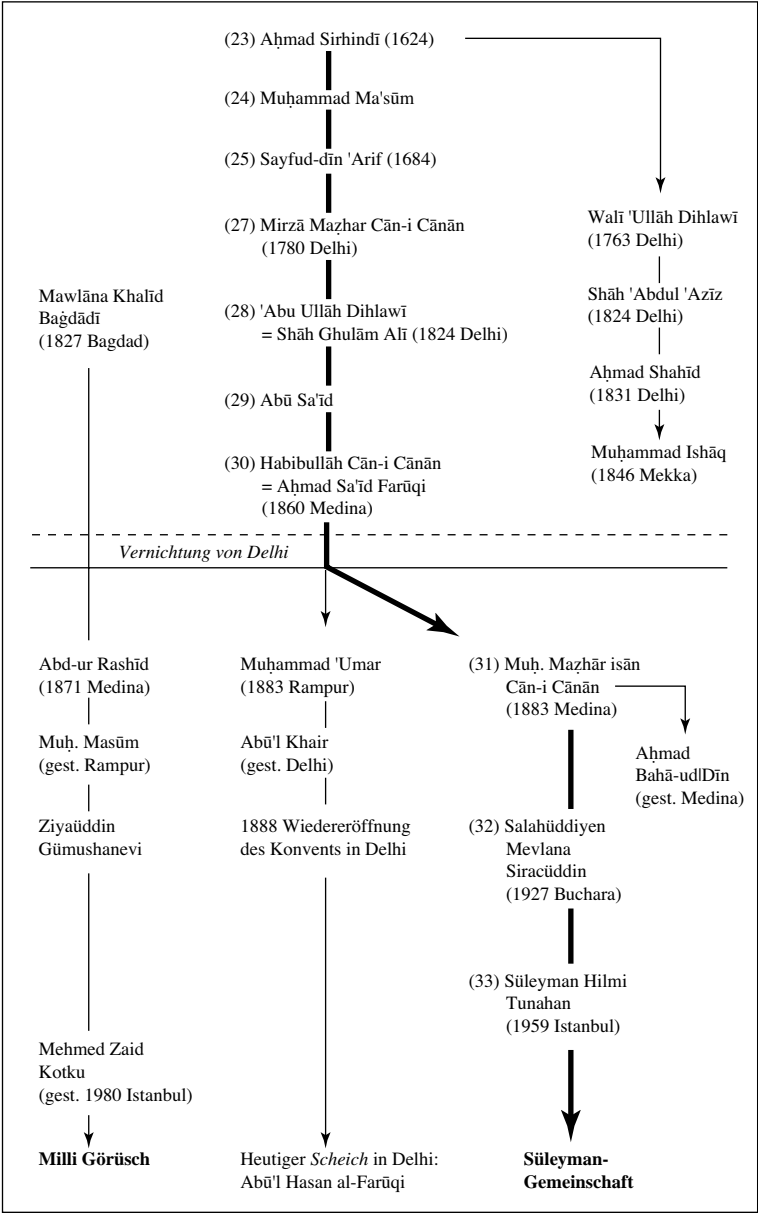 (23) Aḥmad Sirhindī (1624)
(24) Muḥammad Ma'sūm
(25) Sayfud-dīn 'Arif (1684)
(27) Mirzā Maẓhar Cān-i Cānān
(1780 Delhi)
(28) 'Abu Ullāh Dihlawī
= Shāh Ghulām Alī (1824 Delhi)
(29) Abū Sa'īd
(30) Habibullāh Cān-i Cānān
= Aḥmad Sa'īd Farūqi
(1860 Medina)
Walī 'Ullāh Dihlawī
(1763 Delhi)
Shāh 'Abdul 'Azīz
(1824 Delhi)
Aḥmad Shahīd
(1831 Delhi)
Muḥammad Ishāq
(1846 Mekka)
Mawlāna Khalīd
Baġdādī
(1827 Bagdad)
Vernichtung von Delhi
Abd-ur Rashīd
(1871 Medina)
Muḥ. Masūm
(gest. Rampur)
Ziyaüddin
Gümushanevi
Mehmed Zaid
Kotku
(gest. 1980 Istanbul)
Milli Görüsch
Muḥammad 'Umar
(1883 Rampur)
Abū'l Khair
(gest. Delhi)
1888 Wiedereröffnung
des Konvents in Delhi
Heutiger Scheich in Delhi:
Abū'l Hasan al-Farūqi
(31) Muḥ. Maẓhār isān
Cān-i Cānān
(1883 Medina)
Aḥmad
Bahā-ud||Dīn
(gest. Medina)
(32) Salahüddiyen
Mevlana
Siracüddin
(1927 Buchara)
(33) Süleyman Hilmi
Tunahan
(1959 Istanbul)
Süleyman-
Gemeinschaft